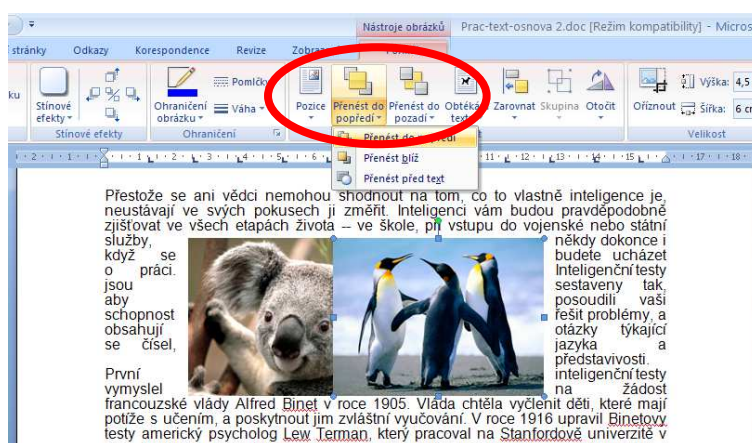 Nástroje obrázků Prac-text-osnova 2.doc [Režim kompatibility] - Micros
stránky Odkazy Korespondence Revize
Pomlčky Výška: 4,5
Stínové efekty Ohraničení obrázku Váha Pozice Přenést do popředí Přenést do pozadí Obtékání textu Zarovnat Skupina Otočit Oříznout Šířka: 6 cm
Stínové efekty Ohraničení Velikost
Přenést do popředí
Přenést blíž
Přenést před text
Přestože se ani vědci nemohou shodnout na tom, co to vlastně inteligence je,
neustávají ve svých pokusech ji změřit. Inteligenci vám budou pravděpodobně
zjišťovat ve všech etapách života -- ve škole, při vstupu do vojenské nebo státní
služby, někdy dokonce i
když se budete ucházet
o práci. Inteligenční testy
jsou sestaveny tak,
aby posoudili vaši
schopnost řešit problémy, a
obsahují otázky týkající
se čísel, jazyka a
představivosti.
První inteligenční testy
vymyslel na žádost
francouzské vlády Alfred Binet v roce 1905. Vláda chtěla vyčlenit děti, které mají
potíže s učením, a poskytnout jim zvláštní vyučování. V roce 1916 upravil Binetovy
testy americký psycholog Lew Terman, který pracoval na Stanfordově univerzitě v